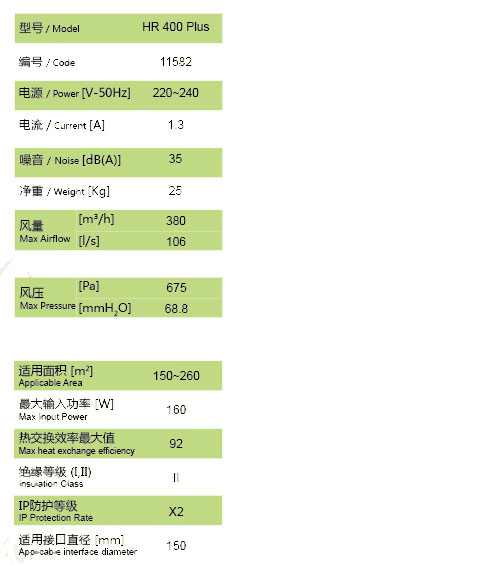 型号 / Model HR 400 Plus
编号 / Code 11582
电源 / Power [V-50Hz] 220~240
电流 / Current [A] 1.3
噪音 / Noise [dB(A)] 35
净重 / Weight [Kg] 25
风量 [m³/h] 380
Max Airflow [l/s] 106
风压 [Pa] 675
Max Pressure [mmH₂O] 68.8
适用面积 [m²] 150~260
Applicable Area
最大输入功率 [W] 160
Max Input Power
热交换效率最大值 92
Max heat exchange efficiency
绝缘等级 (I,II) II
insulation Class
IP防护等级 X2
IP Protection Rate
适用接口直径 [mm] 150
Appo-cabie interface diameter